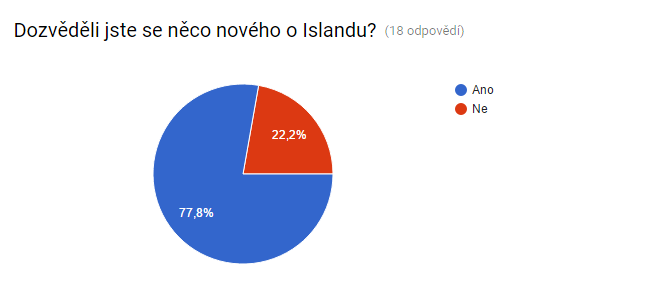 Dozvěděli jste se něco nového o Islandu? (18 odpovědí)
Ano
Ne
22,2%
77,8%